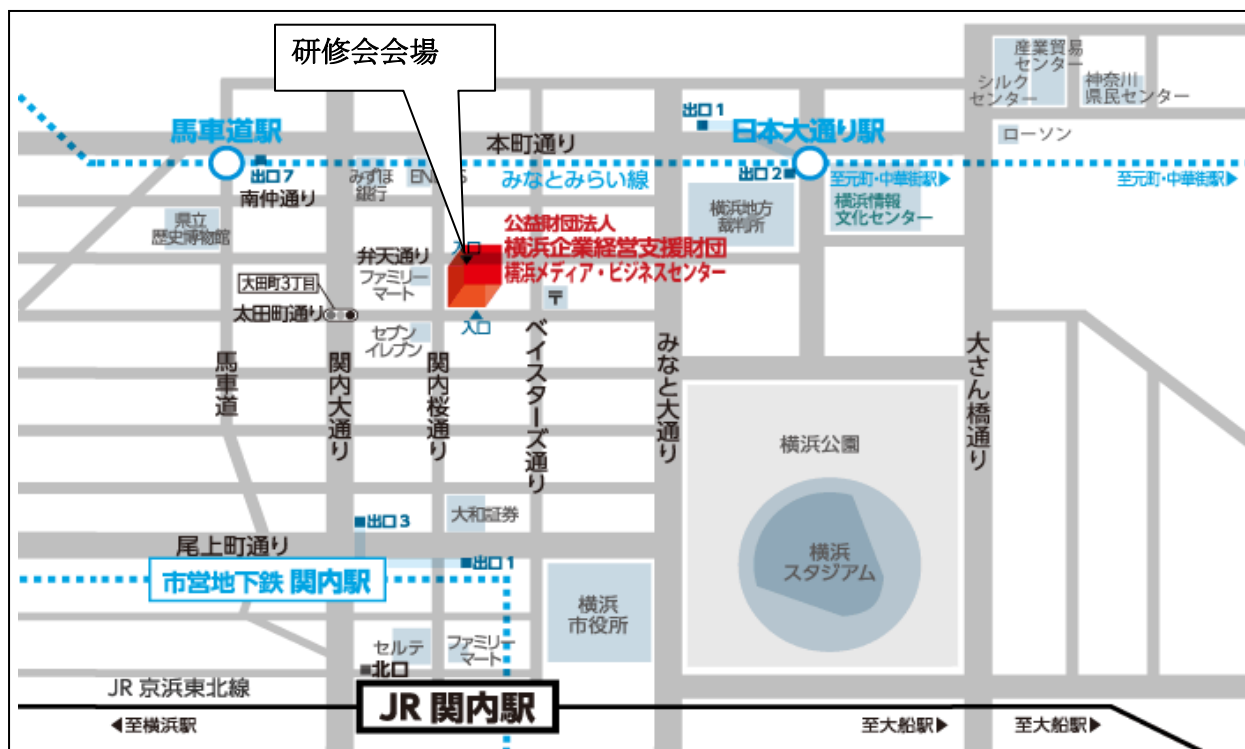 研修会会場
産業貿易
センター
シルク
センター
神奈川
県民センター
ローソン
馬車道駅
出口7
本町通り
出口1
日本大通り駅
出口2
みなとみらい線
至元町・中華街駅▶
至元町・中華街駅▶
南仲通り
みずほ
銀行
横浜地方
裁判所
横浜情報
文化センター
県立
歴史博物館
公益財団法人
横浜企業経営支援財団
横浜メディア・ビジネスセンター
入口
弁天通り
ファミリー
マート
大田町3丁目
太田町通り
〒
入口
セブン
イレブン
馬車道
関内大通り
関内桜通り
ベイスターズ通り
みなと大通り
大さん橋通り
横浜公園
横浜
スタジアム
大和証券
出口3
尾上町通り
出口1
市営地下鉄 関内駅
横浜
市役所
セルテ
ファミリー
マート
北口
JR 京浜東北線
JR 関内駅
◀至横浜駅
至大船駅▶
至大船駅▶